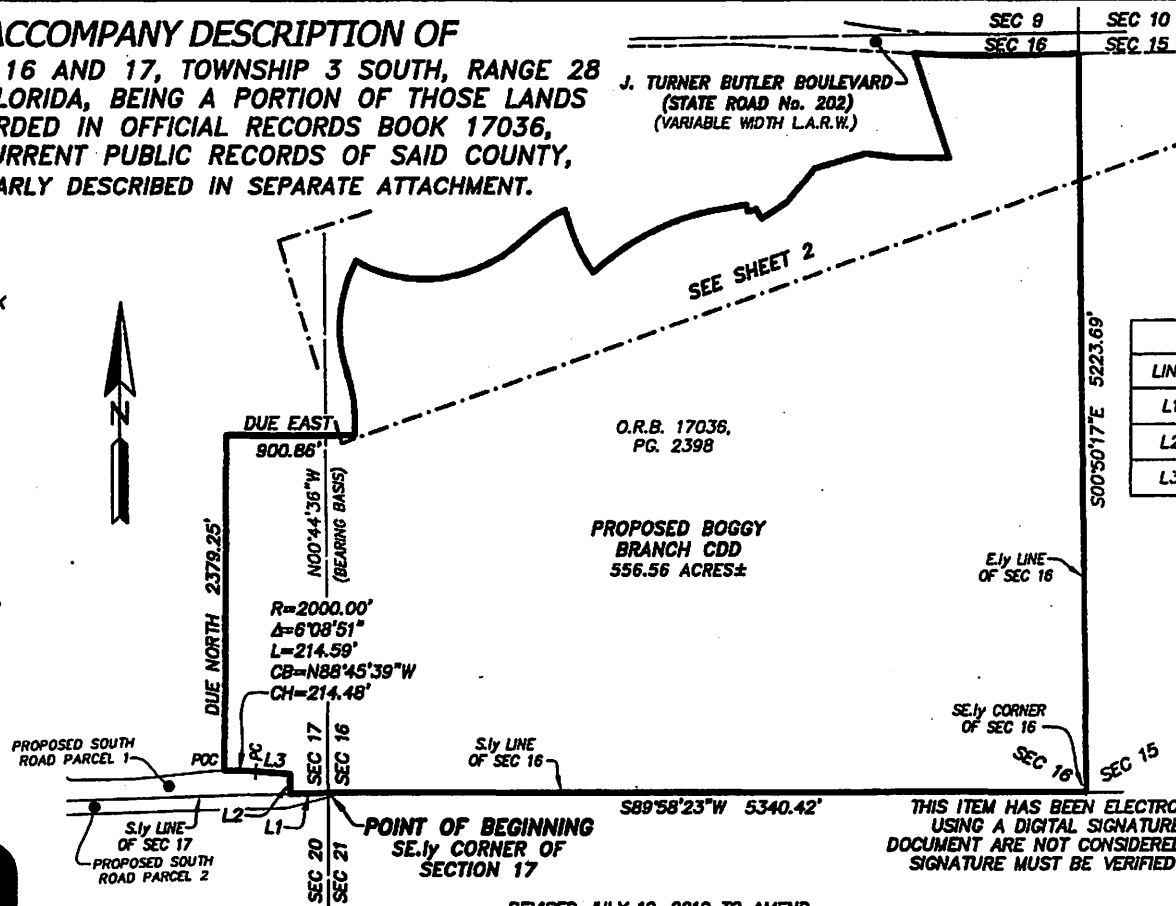 ACCOMPANY DESCRIPTION OF
16 AND 17, TOWNSHIP 3 SOUTH, RANGE 28
LORIDA, BEING A PORTION OF THOSE LANDS
RDED IN OFFICIAL RECORDS BOOK 17036,
URRENT PUBLIC RECORDS OF SAID COUNTY,
ARLY DESCRIBED IN SEPARATE ATTACHMENT.
SEC 9
SEC 10
SEC 16
SEC 15
J. TURNER BUTLER BOULEVARD
(STATE ROAD No. 202)
(VARIABLE WIDTH L.A.R.W.)
SEE SHEET 2
N
DUE EAST
900.86'
N00°44'36"W
(BEARING BASIS)
O.R.B. 17036,
PG. 2398
S00°50'17"E 5223.69'
LIN
L1
L2
L3
PROPOSED BOGGY
BRANCH CDD
556.56 ACRES±
E.ly LINE
OF SEC 16
DUE NORTH 2379.25'
R=2000.00'
Δ=6°08'51"
L=214.59'
CB=N88°45'39"W
CH=214.48'
PROPOSED SOUTH
ROAD PARCEL 1
POC
PC
L3
SEC 17
SEC 16
S.ly LINE
OF SEC 16
SE.ly CORNER
OF SEC 16
SEC 16
SEC 15
S89°58'23"W 5340.42'
L2
L1
S.ly LINE
OF SEC 17
PROPOSED SOUTH
ROAD PARCEL 2
POINT OF BEGINNING
SE.ly CORNER OF
SECTION 17
SEC 20
SEC 21
THIS ITEM HAS BEEN ELECTRO
USING A DIGITAL SIGNATURE
DOCUMENT ARE NOT CONSIDERE
SIGNATURE MUST BE VERIFIED